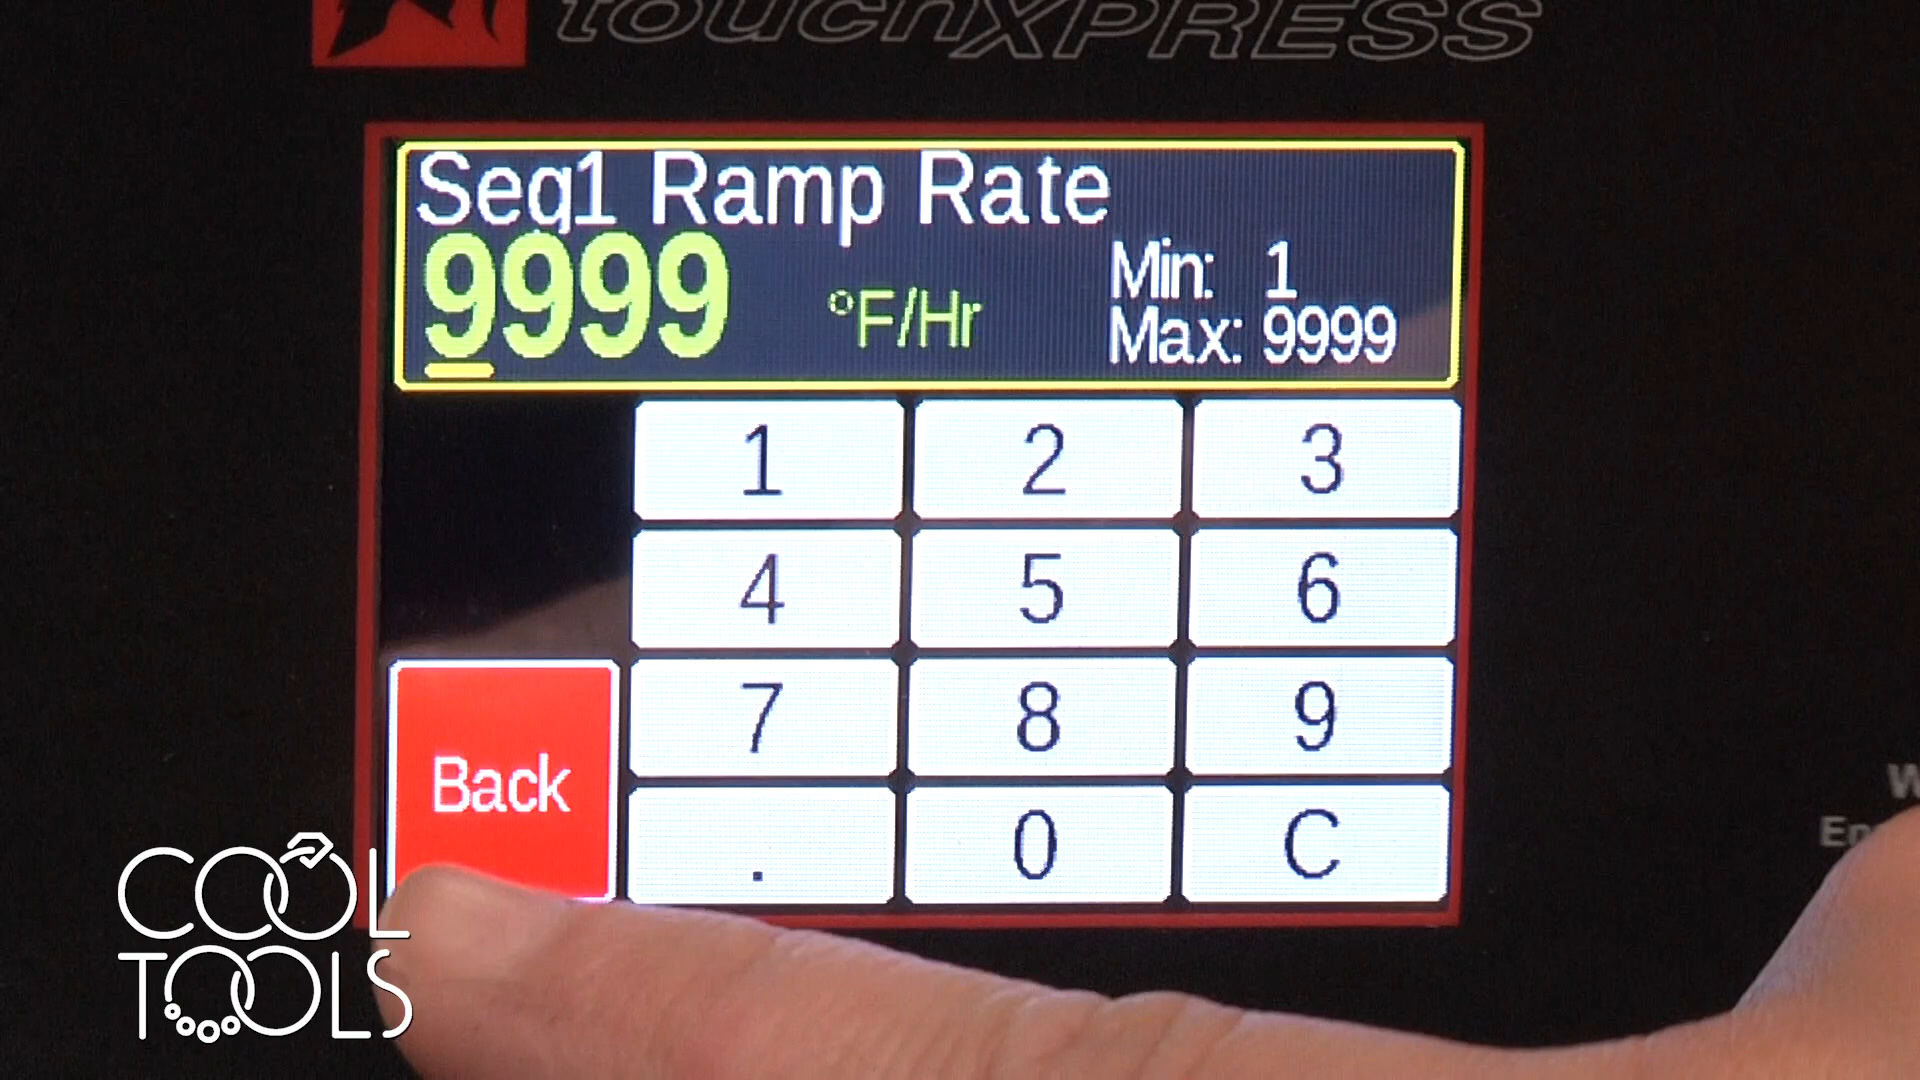 touchXPRESS
Seq1 Ramp Rate
9999 °F/Hr
Min: 1
Max: 9999
1 2 3
4 5 6
7 8 9
. 0 C
Back
COOL
TOOLS